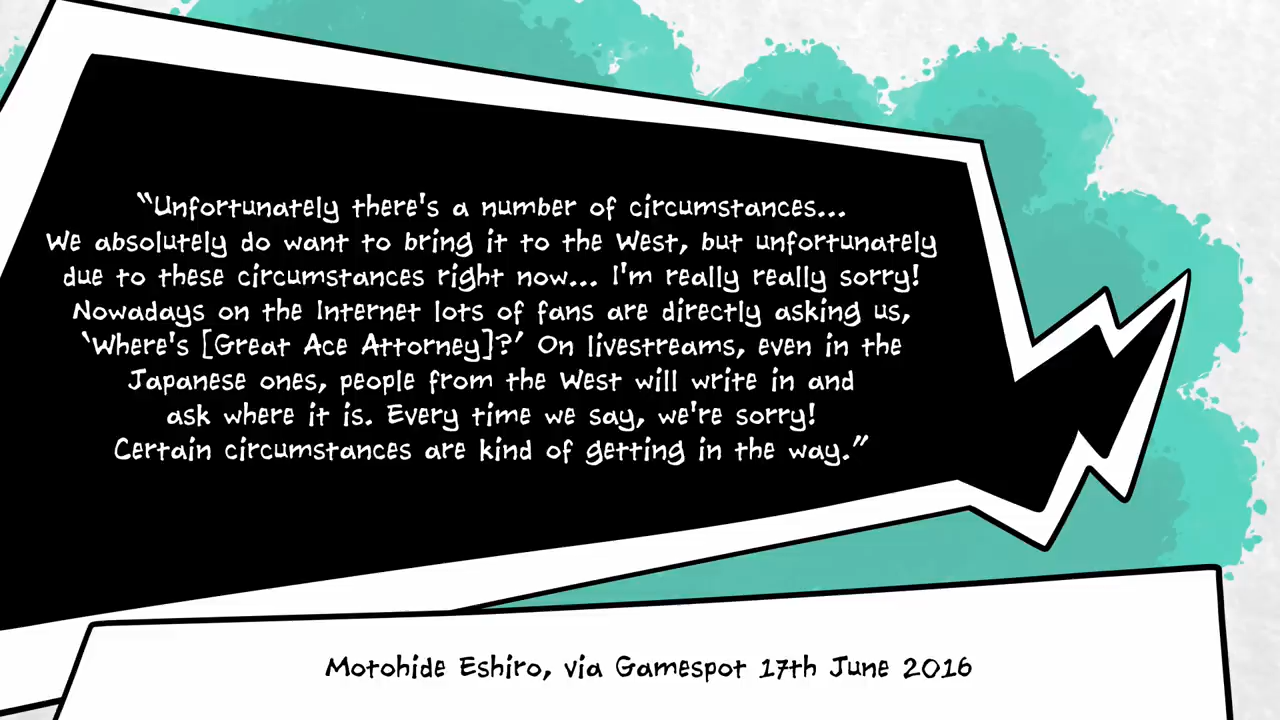 “Unfortunately there's a number of circumstances...
We absolutely do want to bring it to the West, but unfortunately
due to these circumstances right now... I'm really really sorry!
Nowadays on the Internet lots of fans are directly asking us,
‘Where's [Great Ace Attorney]?’ On livestreams, even in the
Japanese ones, people from the West will write in and
ask where it is. Every time we say, we're sorry!
Certain circumstances are kind of getting in the way.”
Motohide Eshiro, via Gamespot 17th June 2016